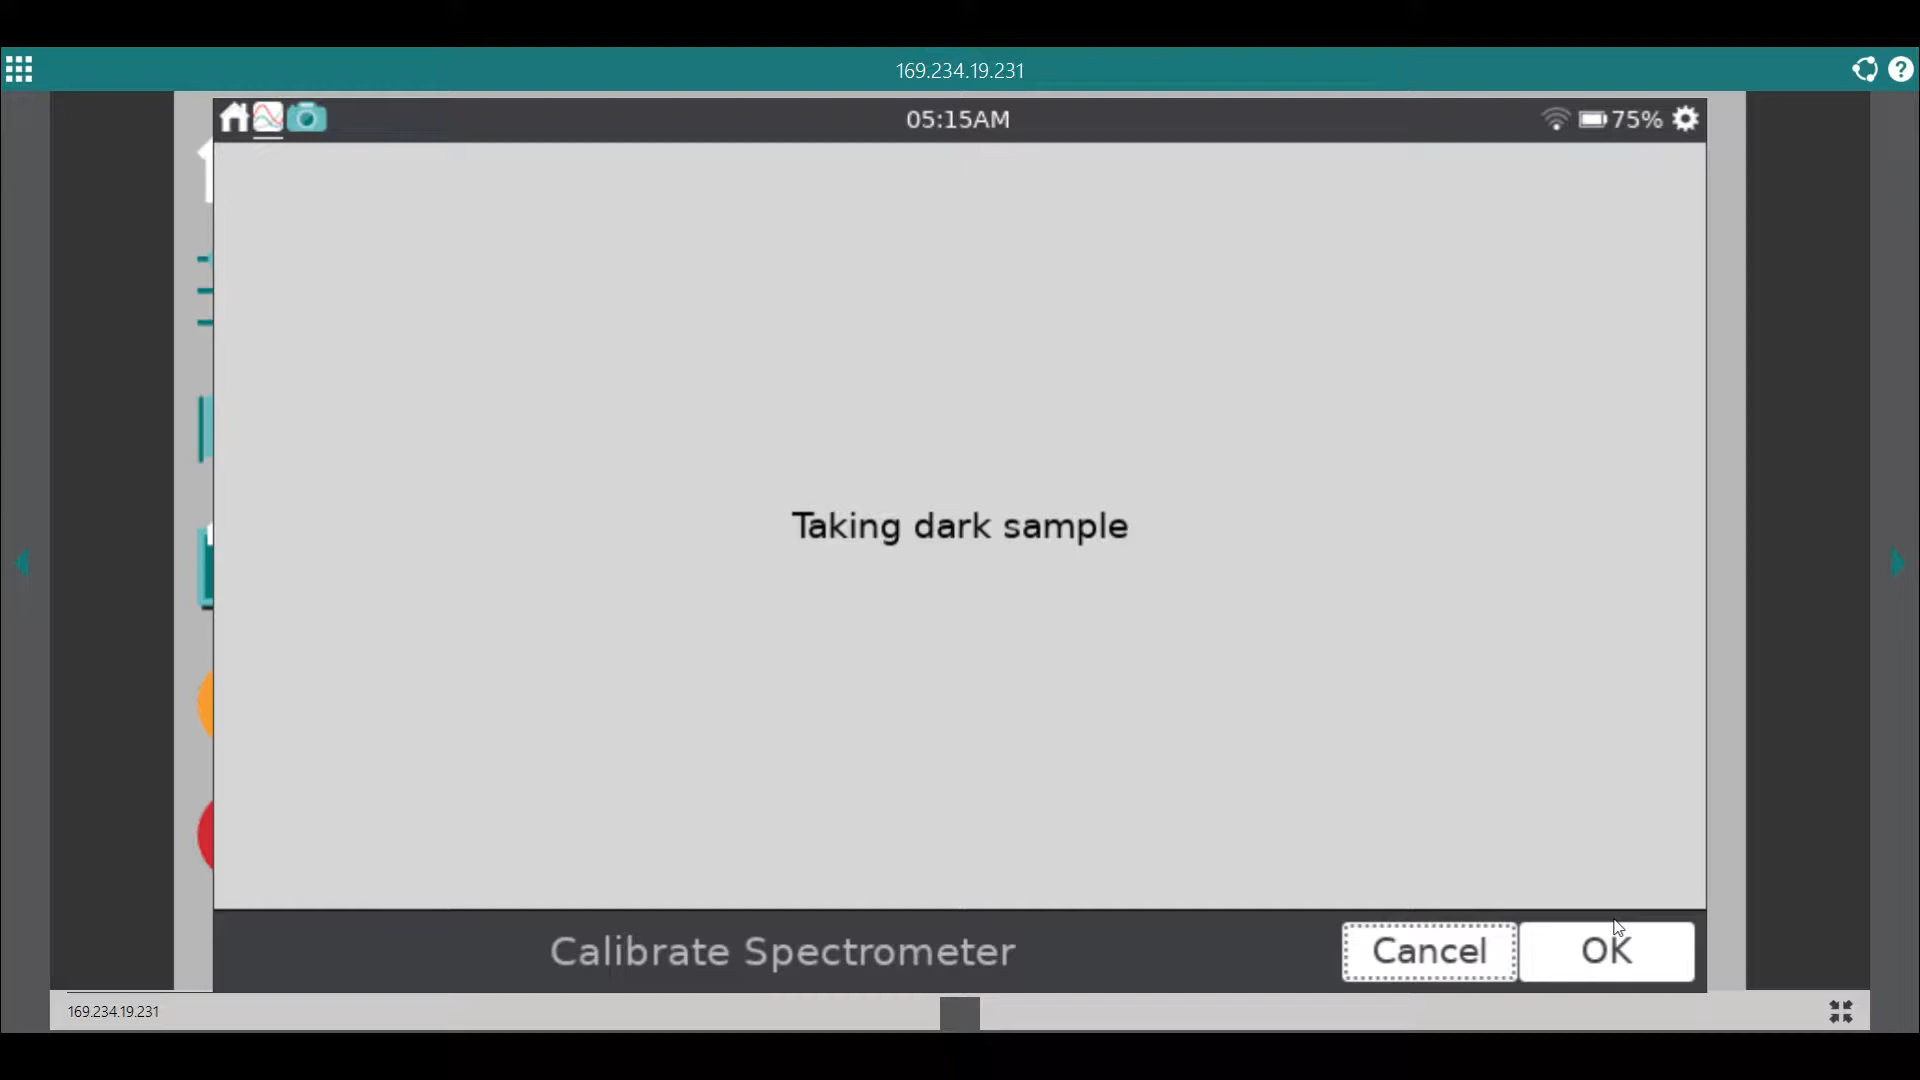 169.234.19.231
05:15AM
75%
Taking dark sample
Calibrate Spectrometer
Cancel
OK
169.234.19.231